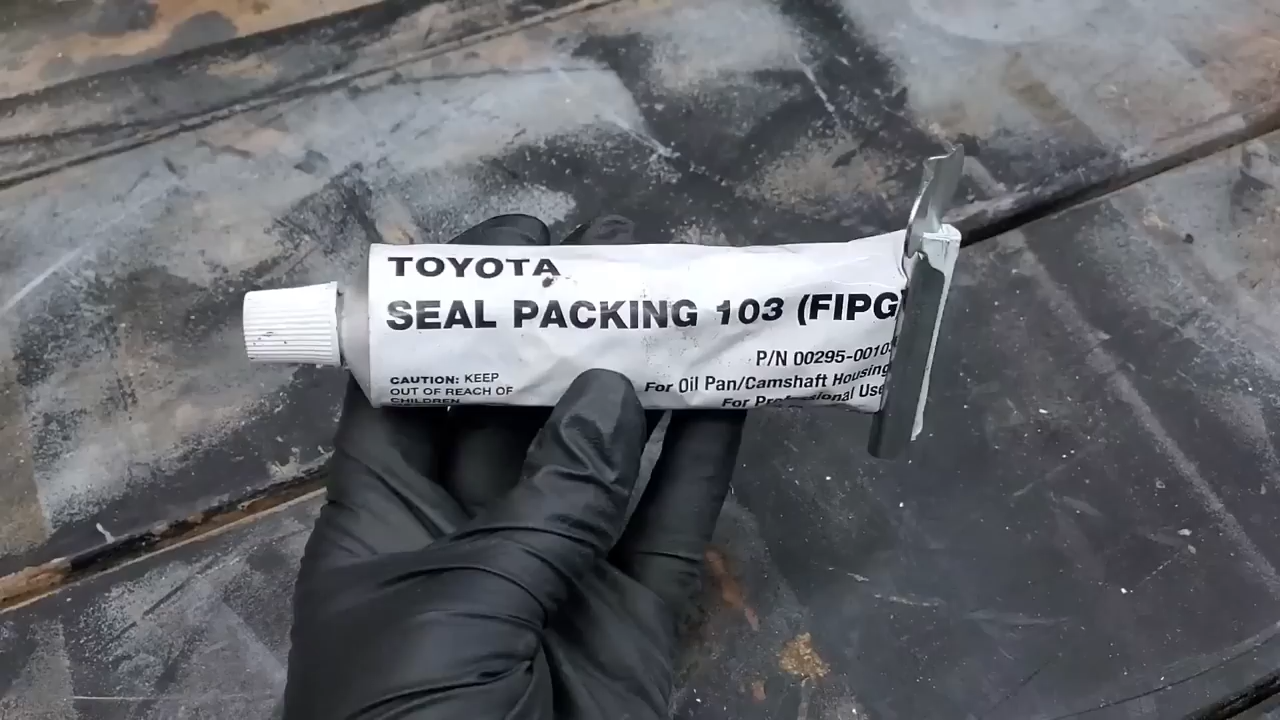 TOYOTA
SEAL PACKING 103 (FIPG
P/N 00295-0010
CAUTION: KEEP
OUT OF REACH OF
CHILDREN
For Oil Pan/Camshaft Housing
For Professional Use